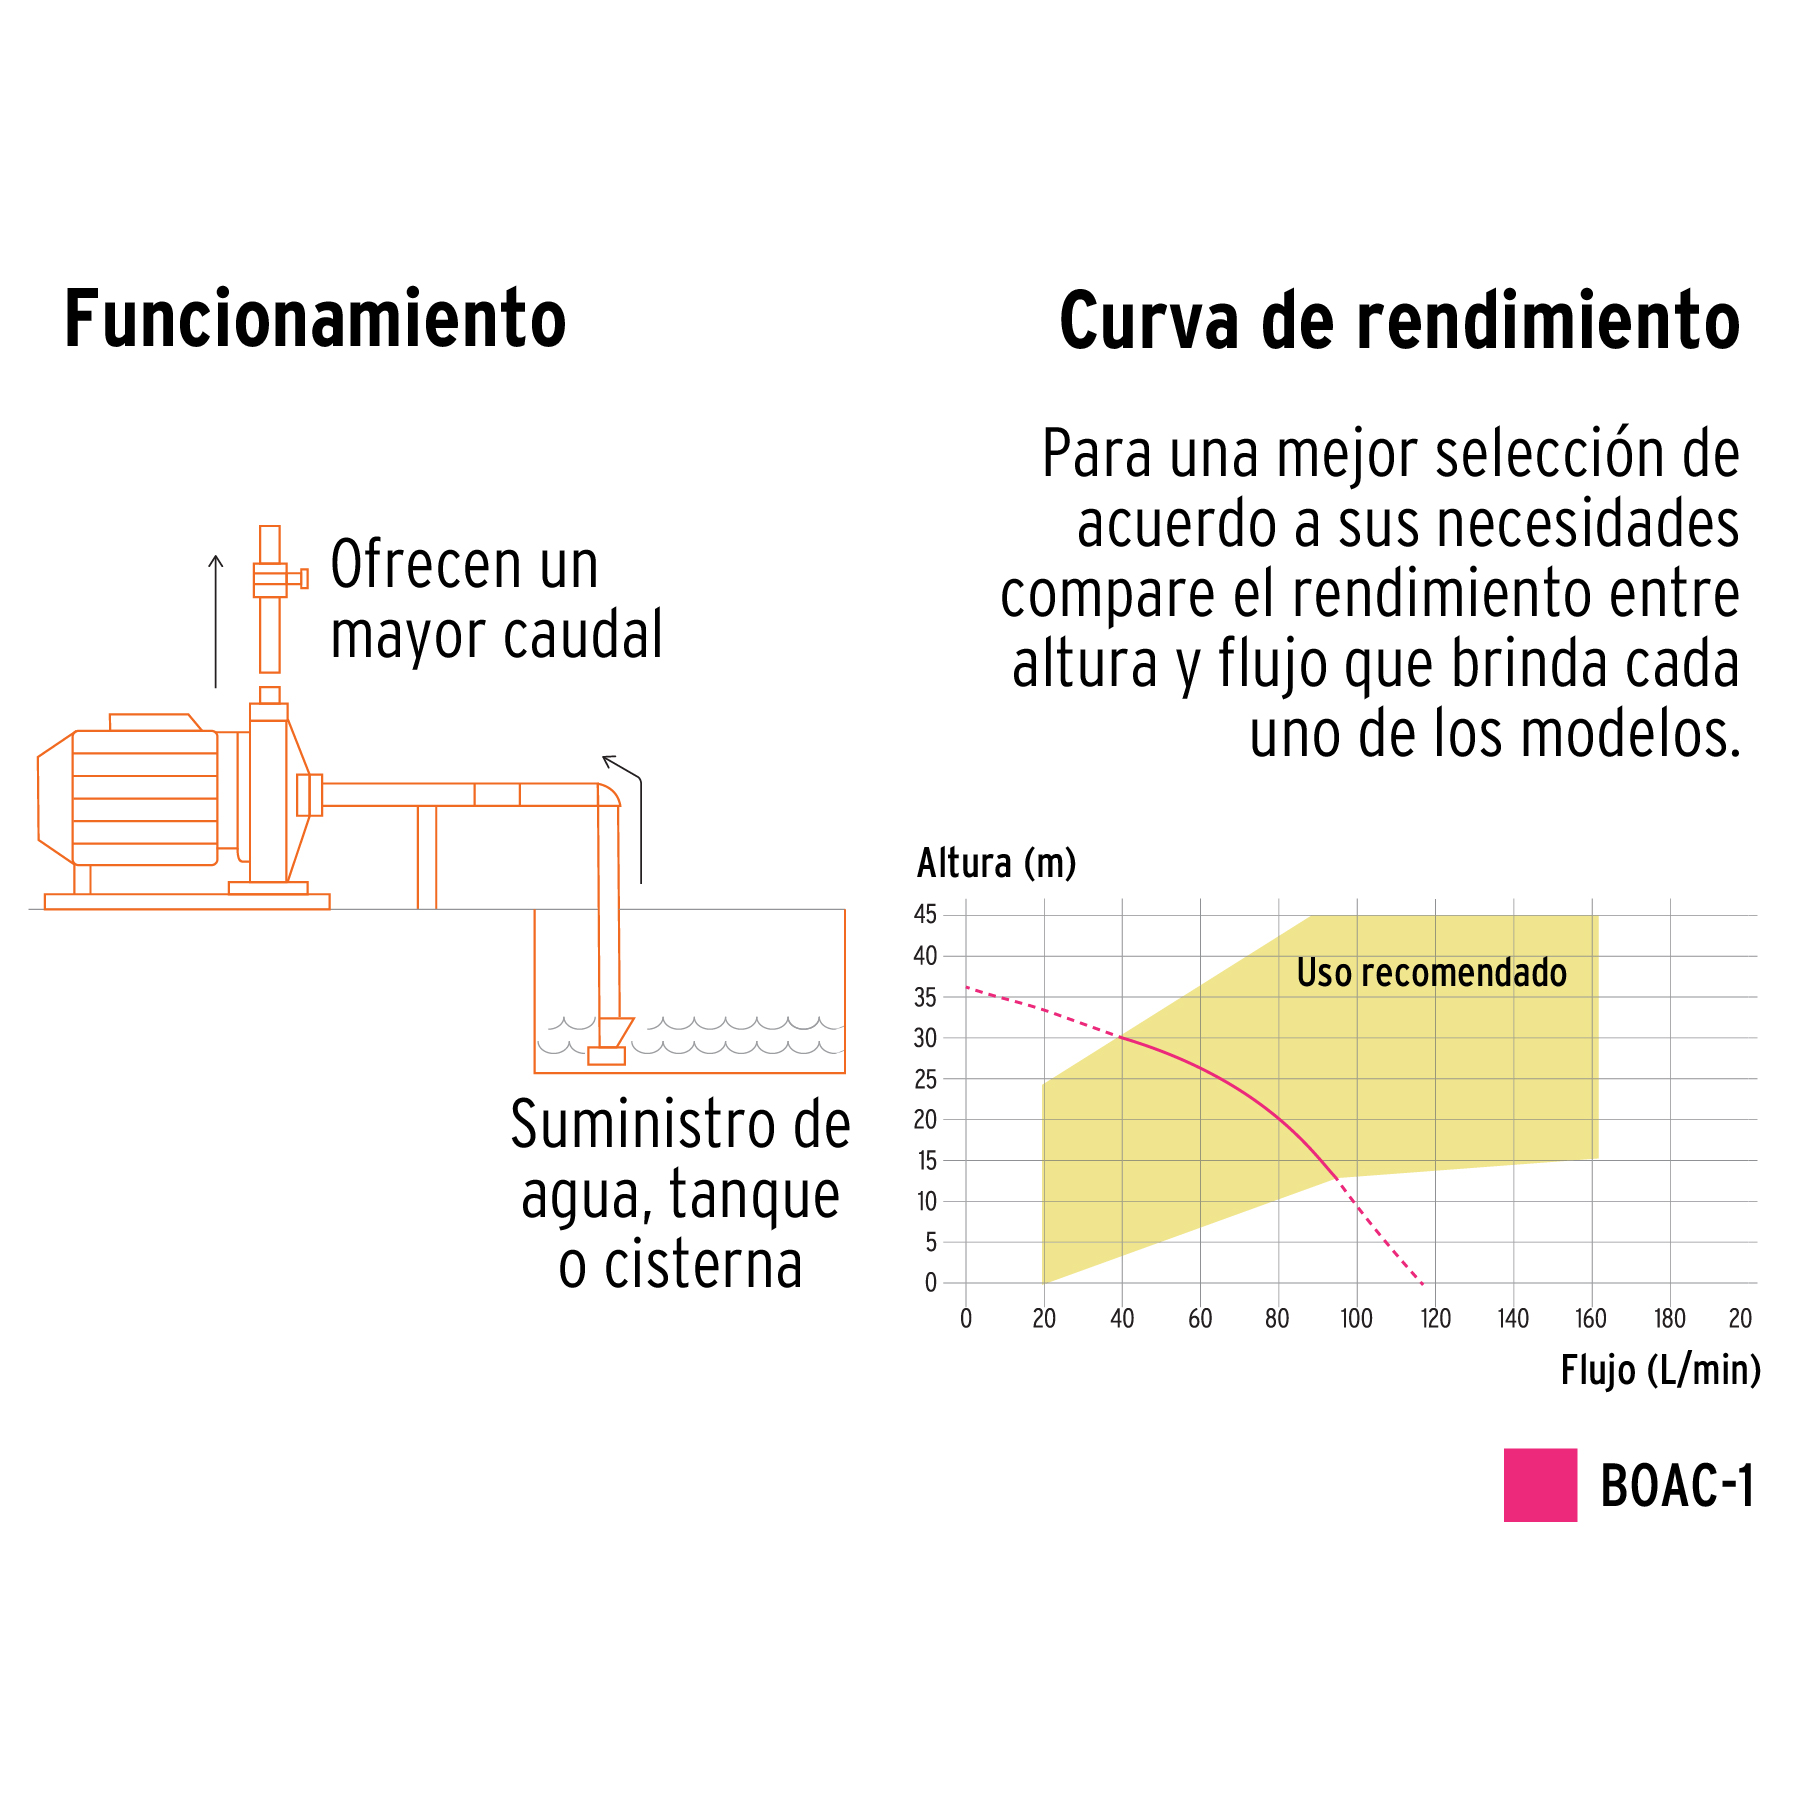 Funcionamiento
Ofrecen un
mayor caudal
Suministro de
agua, tanque
o cisterna
Curva de rendimiento
Para una mejor selección de
acuerdo a sus necesidades
compare el rendimiento entre
altura y flujo que brinda cada
uno de los modelos.
Altura (m)
45
40
35
30
25
20
15
10
5
0
Uso recomendado
0 20 40 60 80 100 120 140 160 180 20
Flujo (L/min)
BOAC-1